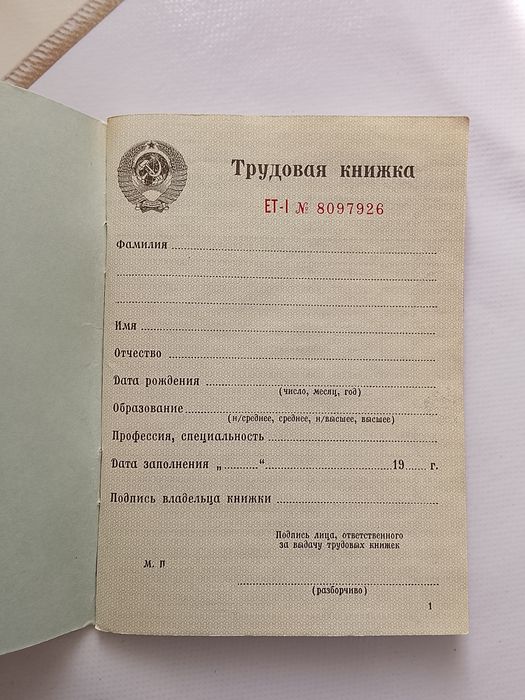 Трудовая книжка
ЕТ-I № 8097926
Фамилия
Имя
Отчество
Дата рождения
(число, месяц, год)
Образование
(н/среднее, среднее, н/высшее, высшее)
Профессия, специальность
Дата заполнения „ “ 19 г.
Подпись владельца книжки
Подпись лица, ответственного
за выдачу трудовых книжек
М. П
(разборчиво)
1